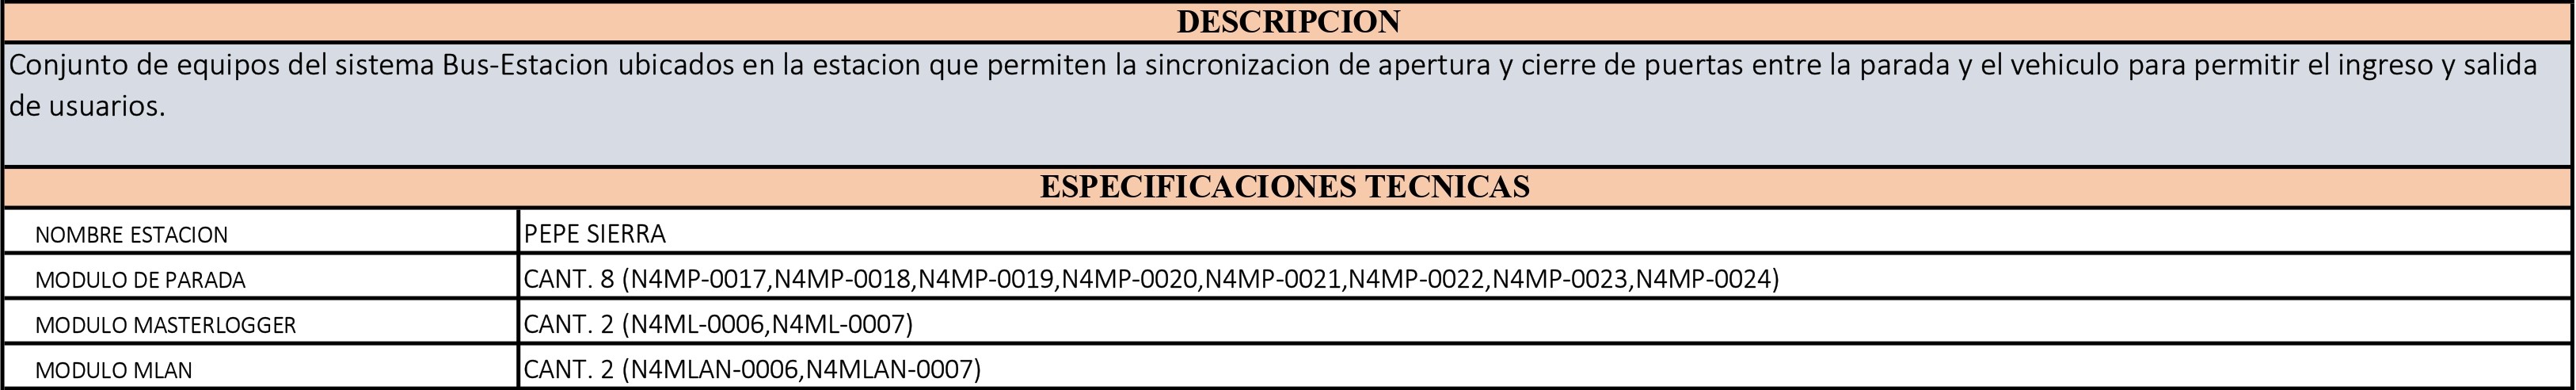 DESCRIPCION
Conjunto de equipos del sistema Bus-Estacion ubicados en la estacion que permiten la sincronizacion de apertura y cierre de puertas entre la parada y el vehiculo para permitir el ingreso y salida
de usuarios.
ESPECIFICACIONES TECNICAS
NOMBRE ESTACION PEPE SIERRA
MODULO DE PARADA CANT. 8 (N4MP-0017,N4MP-0018,N4MP-0019,N4MP-0020,N4MP-0021,N4MP-0022,N4MP-0023,N4MP-0024)
MODULO MASTERLOGGER CANT. 2 (N4ML-0006,N4ML-0007)
MODULO MLAN CANT. 2 (N4MLAN-0006,N4MLAN-0007)